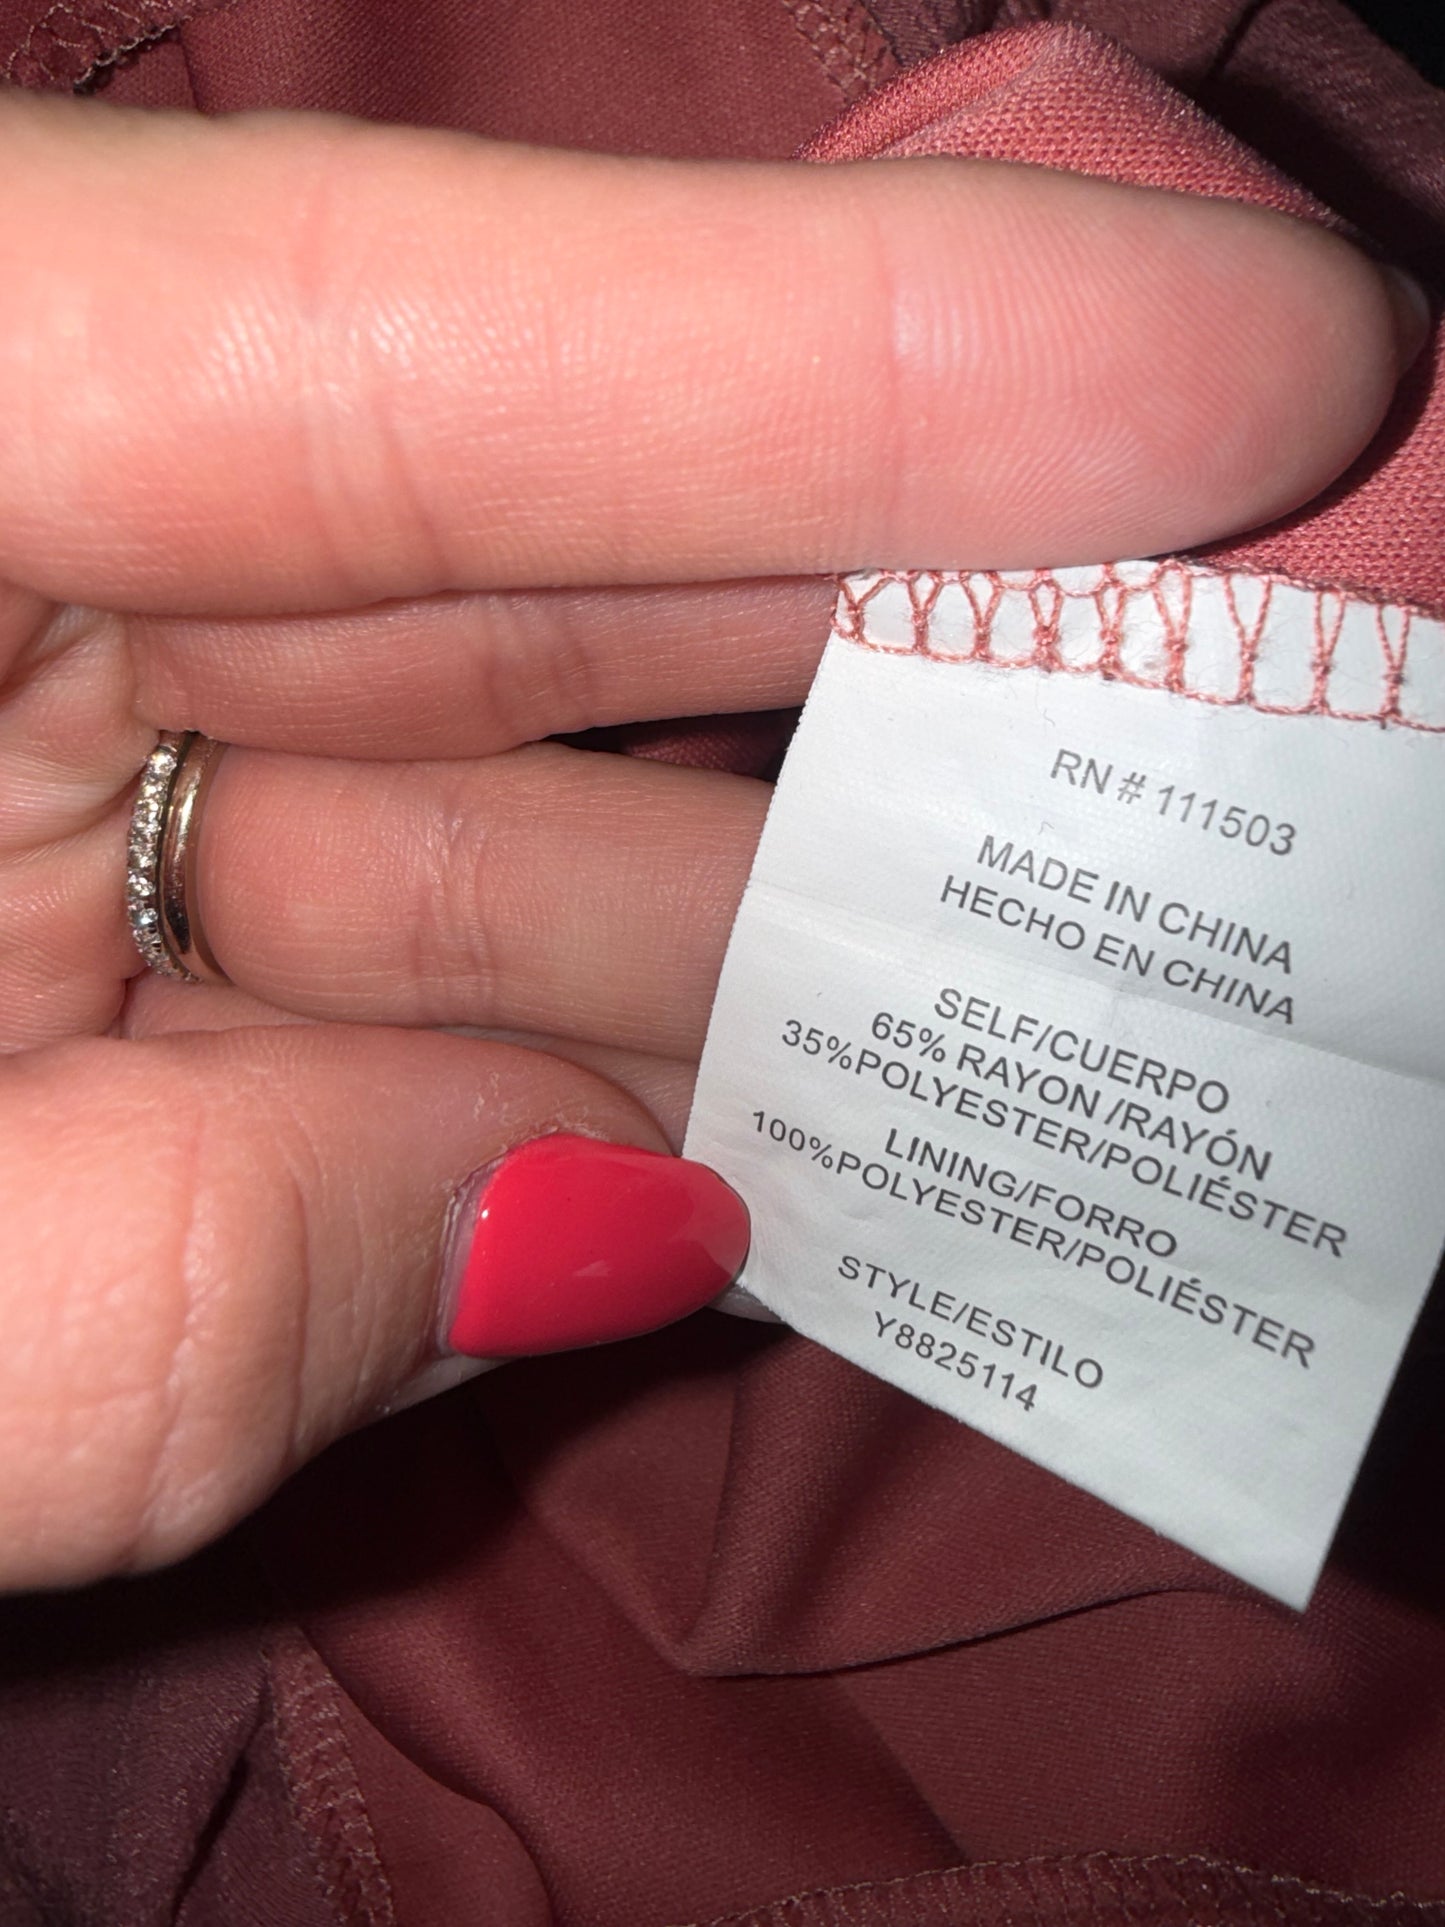 RN # 111503
MADE IN CHINA
HECHO EN CHINA
SELF/CUERPO
65% RAYON /RAYÓN
35%POLYESTER/POLIÉSTER
LINING/FORRO
100%POLYESTER/POLIÉSTER
STYLE/ESTILO
Y8825114